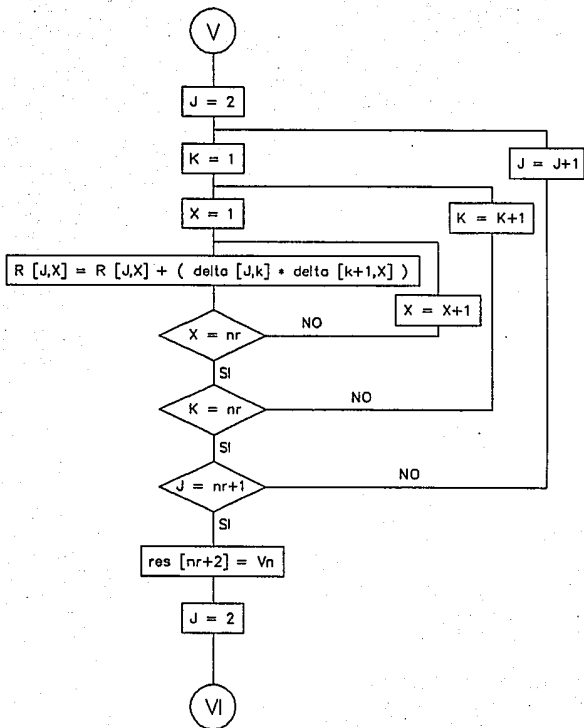 V
J = 2
K = 1
J = J+1
X = 1
K = K+1
R [J,X] = R [J,X] + ( delta [J,k] * delta [k+1,X] )
X = X+1
X = nr
NO
SI
K = nr
NO
SI
J = nr+1
NO
SI
res [nr+2] = Vn
J = 2
VI